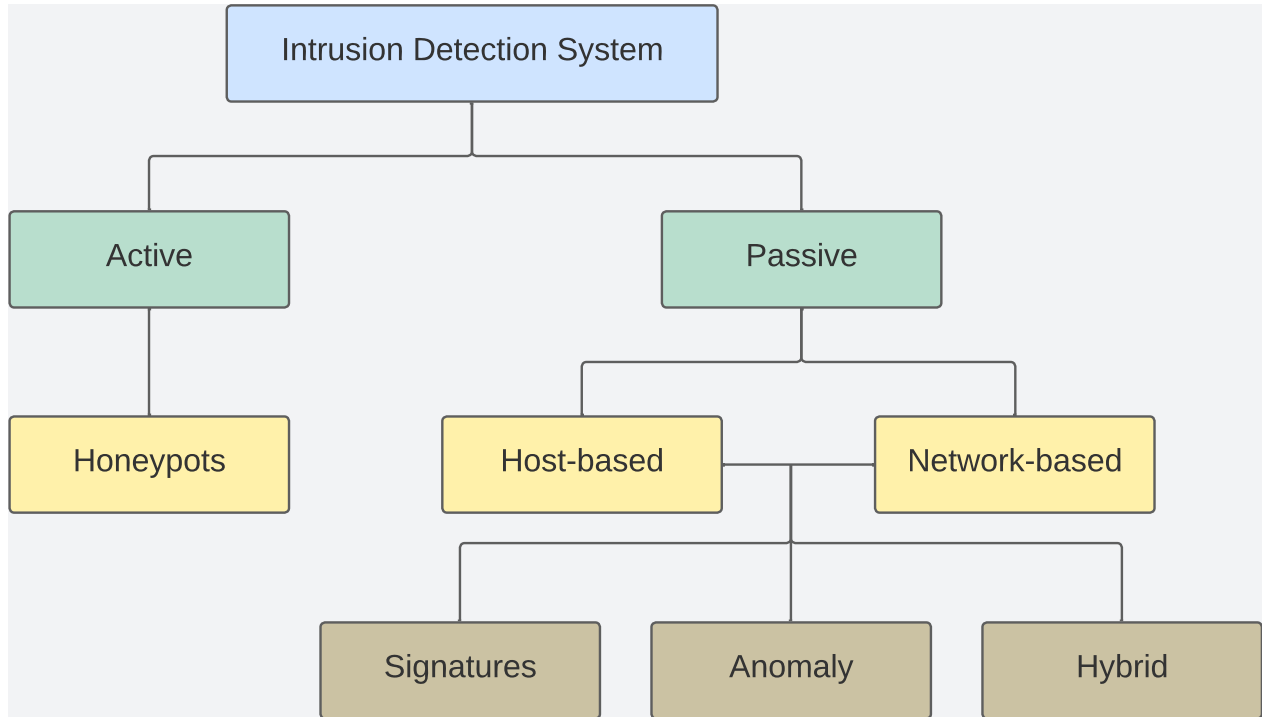 Intrusion Detection System
Active
Passive
Honeypots
Host-based
Network-based
Signatures
Anomaly
Hybrid